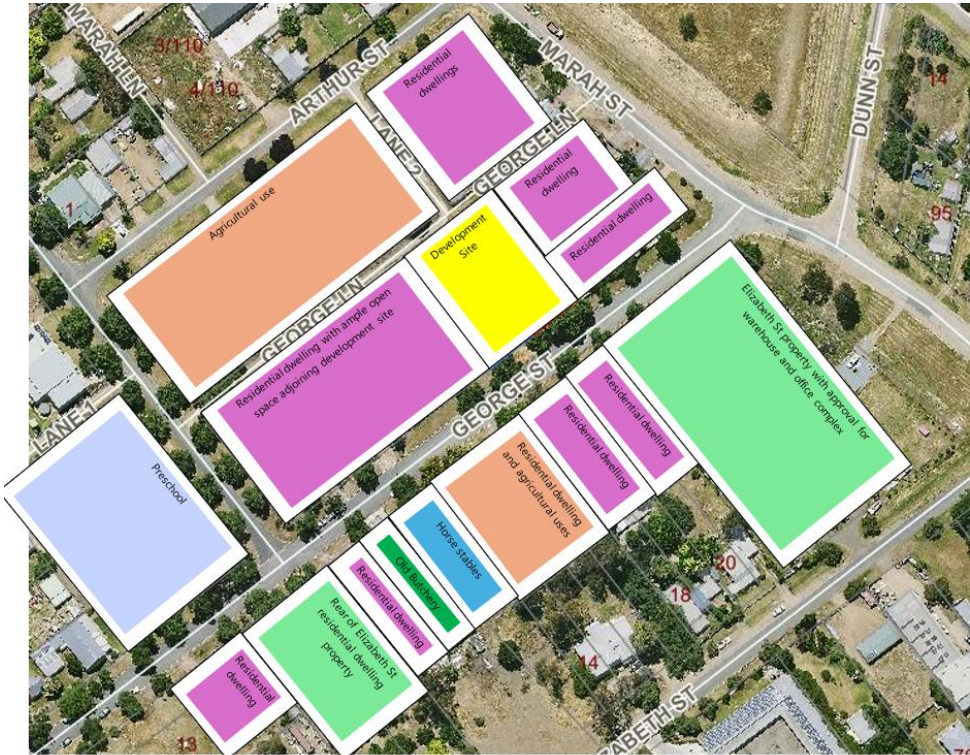 MARAH LN
3/110
4/110
ARTHUR ST
Residential
dwellings
MARAH ST
DUNN ST
14
LANE 2
GEORGE LN
1
Agricultural use
Residential
dwelling
95
Development
Site
Residential dwelling
GEORGE LN
Residential dwelling with ample open
space adjoining development site
Elizabeth St property with approval for
warehouse and office complex
GEORGE ST
LANE 1
Preschool
Residential dwelling
Residential dwelling
Residential dwelling
and agricultural uses
Horse stables
Old Butchery
Residential dwelling
Rear of Elizabeth St
residential dwelling
property
Residential
dwelling
20
18
14
13
ZABETH ST